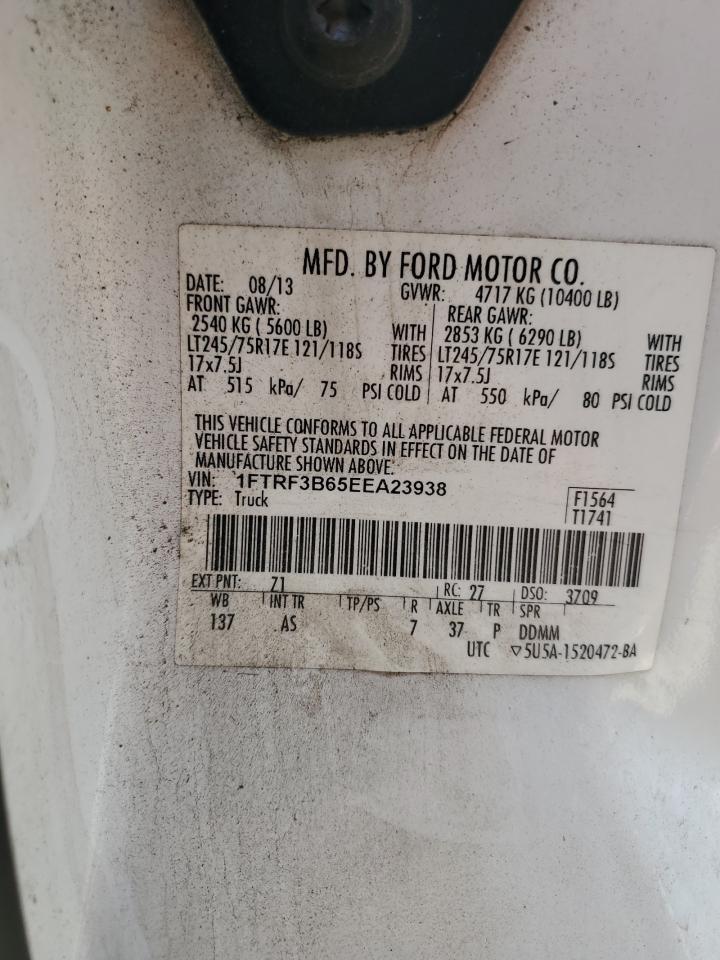 MFD. BY FORD MOTOR CO.
DATE: 08/13 GVWR: 4717 KG (10400 LB)
FRONT GAWR: REAR GAWR:
2540 KG ( 5600 LB) WITH 2853 KG ( 6290 LB) WITH
LT245/75R17E 121/118S TIRES LT245/75R17E 121/118S TIRES
17x7.5J RIMS 17x7.5J RIMS
AT 515 kPa/ 75 PSI COLD AT 550 kPa/ 80 PSI COLD
THIS VEHICLE CONFORMS TO ALL APPLICABLE FEDERAL MOTOR
VEHICLE SAFETY STANDARDS IN EFFECT ON THE DATE OF
MANUFACTURE SHOWN ABOVE.
VIN: 1FTRF3B65EEA23938
TYPE: Truck
F1564
T1741
EXT PNT: Z1 RC: 27 DSO: 3709
WB INT TR TP/PS R AXLE TR SPR
137 AS 7 37 P DDMM
UTC ▽5U5A-1520472-BA